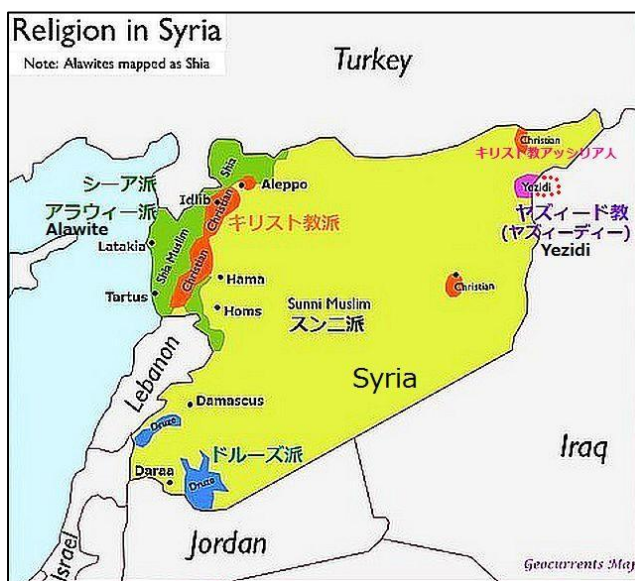 Religion in Syria
Note: Alawites mapped as Shia
Turkey
Christian
キリスト教アッシリア人
シーア派
Shia
Aleppo
Idlib
Yezidi
アラウィー派
Alawite
Christian
キリスト教派
ヤズィード教
(ヤズィーディー)
Yezidi
Latakia
Shia Muslim
Christian
Hama
Christian
Tartus
Homs
Sunni Muslim
スンニ派
Lebanon
Syria
Damascus
Druze
ドルーズ派
Iraq
Daraa
Druze
Israel
Jordan
Geocurrents Map